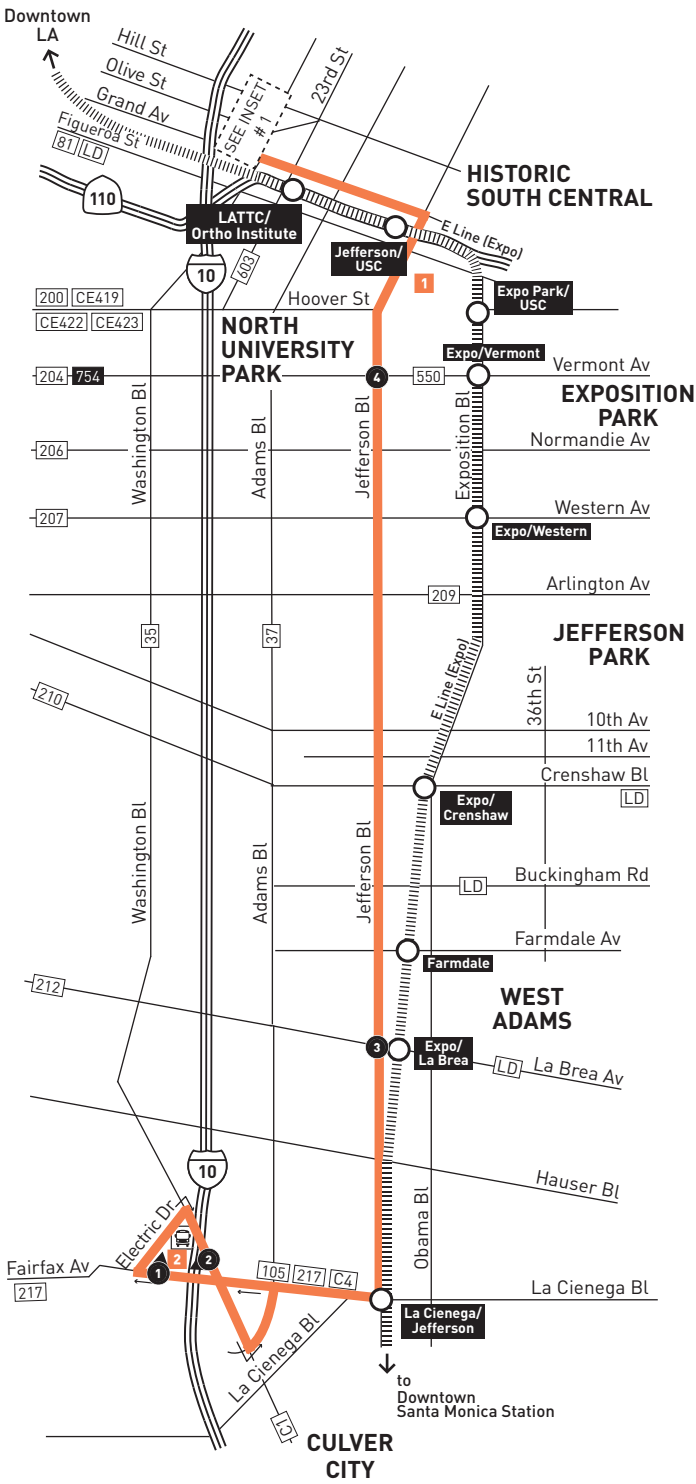 Downtown
LA
Hill St
Olive St
Grand Av
Figueroa St
81
LD
23rd St
SEE INSET
# 1
110
HISTORIC
SOUTH CENTRAL
LATTC/
Ortho Institute
E Line (Expo)
Jefferson/
USC
10
603
1
Expo Park/
USC
200
CE419
Hoover St
CE422
CE423
NORTH
UNIVERSITY
PARK
Expo/Vermont
204
754
4
550
Vermont Av
EXPOSITION
PARK
Washington Bl
Adams Bl
Jefferson Bl
Exposition Bl
206
Normandie Av
207
Western Av
Expo/Western
209
Arlington Av
35
37
JEFFERSON
PARK
E Line (Expo)
36th St
210
10th Av
11th Av
Crenshaw Bl
LD
Expo/
Crenshaw
Washington Bl
Adams Bl
Jefferson Bl
LD
Buckingham Rd
Farmdale Av
Farmdale
212
WEST
ADAMS
3
Expo/
La Brea
LD
La Brea Av
10
Hauser Bl
Obama Bl
Electric Dr
2
2
1
Fairfax Av
217
105
217
C4
La Cienega Bl
La Cienega/
Jefferson
La Cienega Bl
C1
to
Downtown
Santa Monica Station
CULVER
CITY